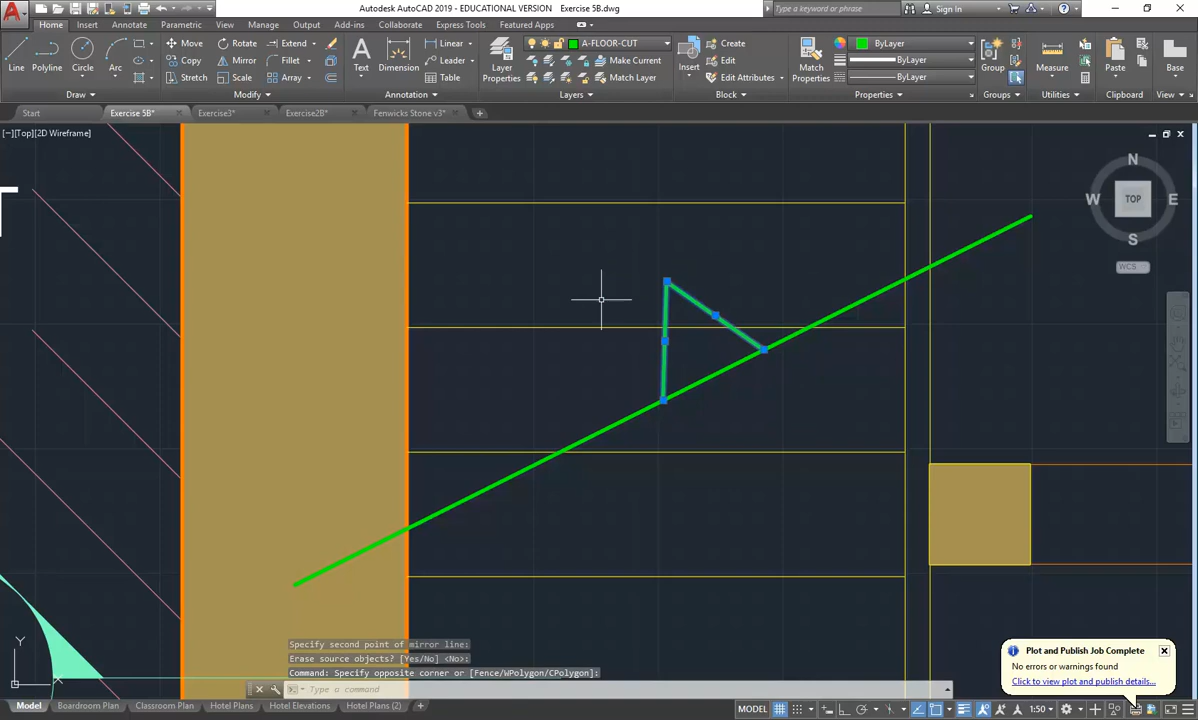 Autodesk AutoCAD 2019 - EDUCATIONAL VERSION Exercise 5B.dwg
Type a keyword or phrase
Sign In
Home Insert Annotate Parametric View Manage Output Add-ins Collaborate Express Tools Featured Apps
Line Polyline Circle Arc
Move Rotate Extend
Copy Mirror Fillet
Stretch Scale Array
Text Dimension
Linear
Leader
Table
Layer Properties
A-FLOOR-CUT
Make Current
Match Layer
Insert
Create
Edit
Edit Attributes
Match Properties
ByLayer
ByLayer
ByLayer
Group Measure Paste Base
Draw Modify Annotation Layers Block Properties Groups Utilities Clipboard View
Start Exercise 5B* Exercise3* Exercise2B* Fenwicks Stone v3*
[−][Top][2D Wireframe]
N
W TOP E
S
WCS
Y
X
Specify second point of mirror line:
Erase source objects? [Yes/No] <No>:
Command: Specify opposite corner or [Fence/WPolygon/CPolygon]:
Type a command
Plot and Publish Job Complete
No errors or warnings found
Click to view plot and publish details...
Model Boardroom Plan Classroom Plan Hotel Plans Hotel Elevations Hotel Plans (2)
MODEL 1:50